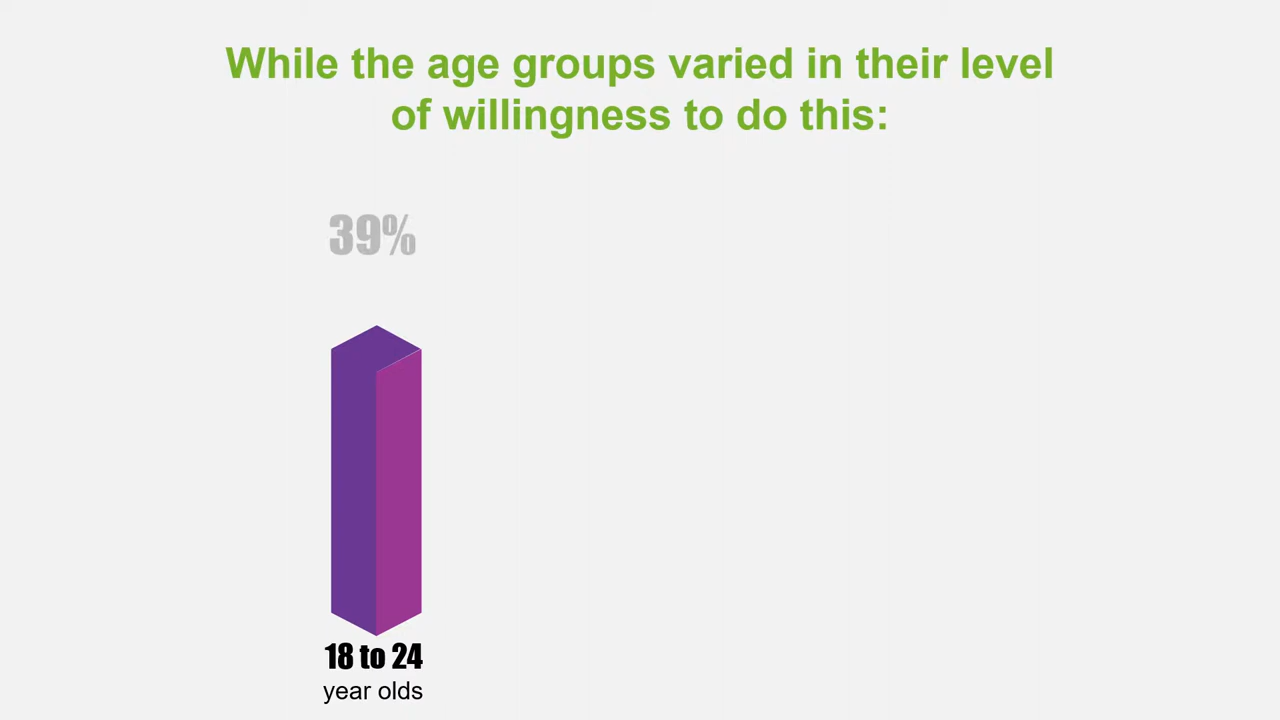 While the age groups varied in their level
of willingness to do this:
39%
18 to 24
year olds